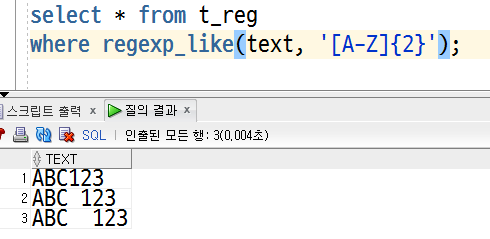 select * from t_reg
where regexp_like(text, '[A-Z]{2}');
스크립트 출력 x 질의 결과 x
SQL | 인출된 모든 행: 3(0,004초)
TEXT
1 ABC123
2 ABC 123
3 ABC  123